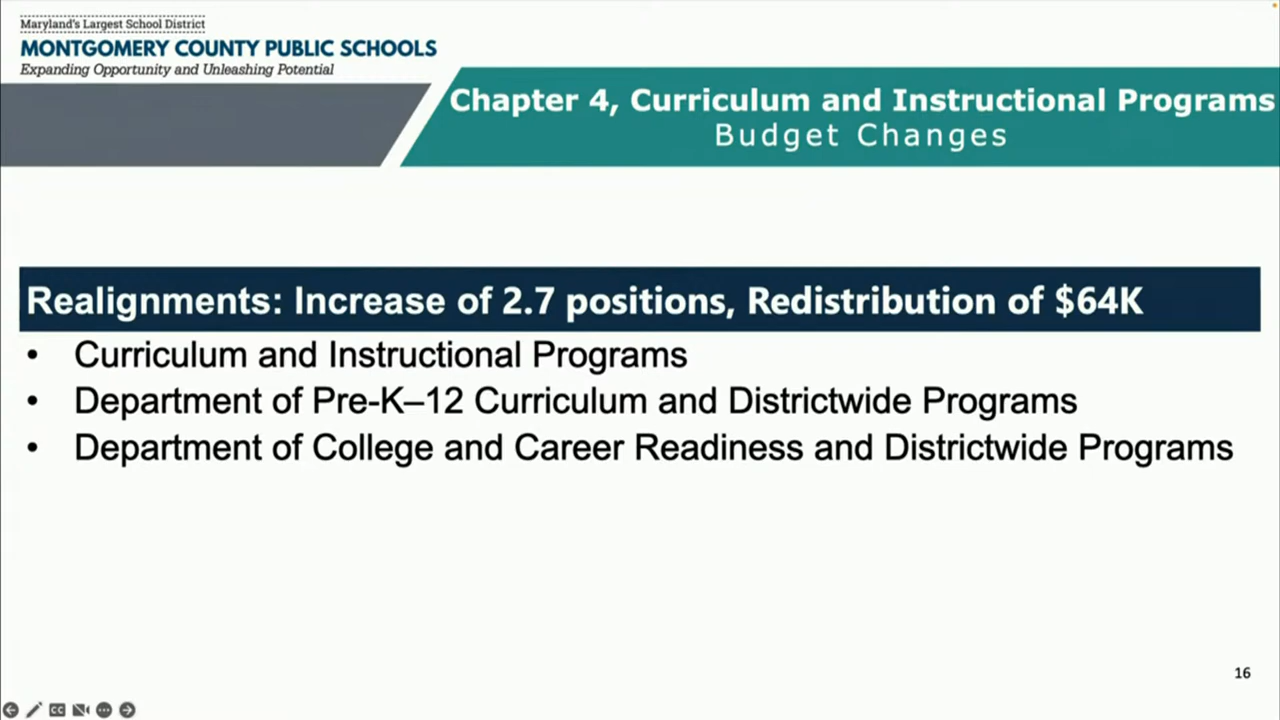 Maryland's Largest School District
MONTGOMERY COUNTY PUBLIC SCHOOLS
Expanding Opportunity and Unleashing Potential
Chapter 4, Curriculum and Instructional Programs
Budget Changes
Realignments: Increase of 2.7 positions, Redistribution of $64K
• Curriculum and Instructional Programs
• Department of Pre-K–12 Curriculum and Districtwide Programs
• Department of College and Career Readiness and Districtwide Programs
16
CC